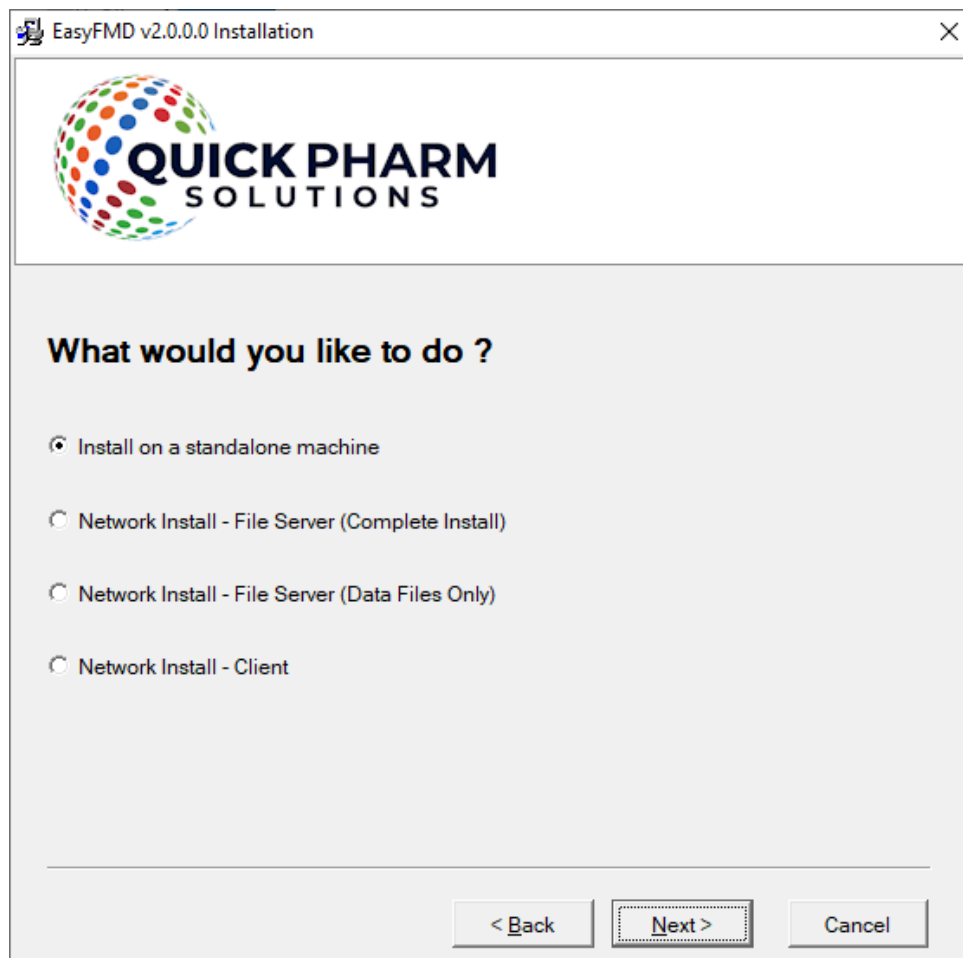 EasyFMD v2.0.0.0 Installation
QUICK PHARM
SOLUTIONS
What would you like to do ?
Install on a standalone machine
Network Install - File Server (Complete Install)
Network Install - File Server (Data Files Only)
Network Install - Client
< Back Next > Cancel